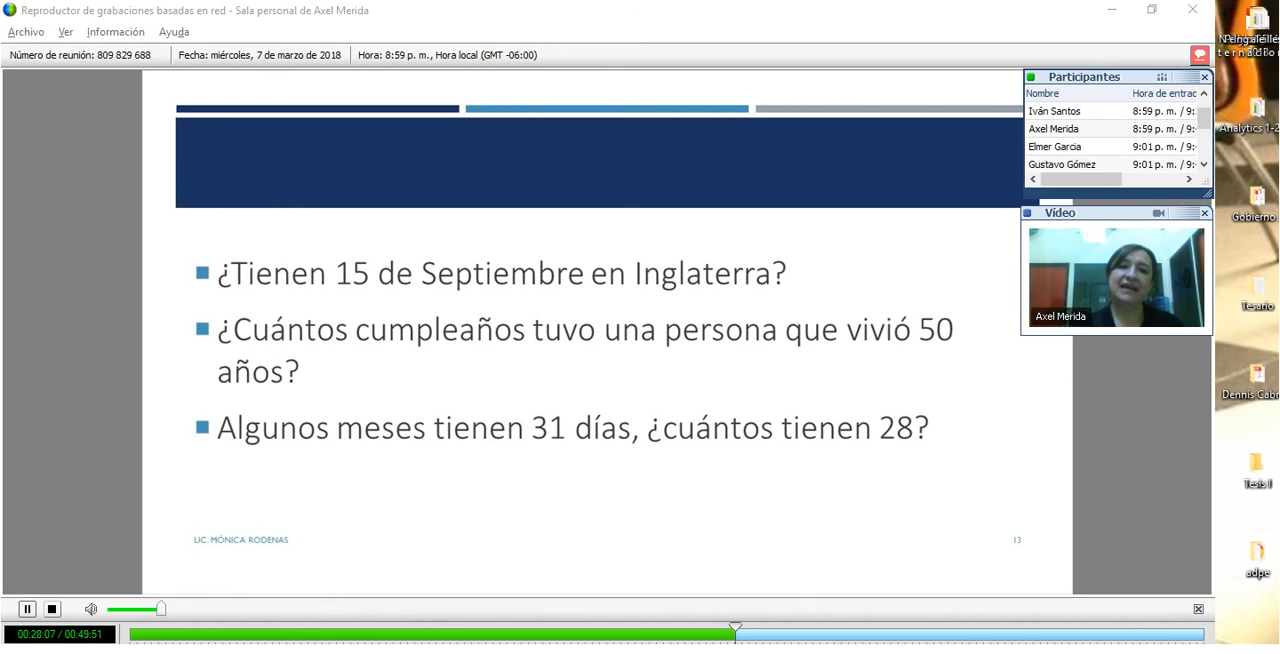 Reproductor de grabaciones basadas en red - Sala personal de Axel Merida
Archivo Ver Información Ayuda
Número de reunión: 809 829 688 Fecha: miércoles, 7 de marzo de 2018 Hora: 8:59 p. m., Hora local (GMT -06:00)
Participantes
Nombre Hora de entrac
Iván Santos 8:59 p. m. / 9:
Axel Merida 8:59 p. m. / 9:
Elmer Garcia 9:01 p. m. / 9:
Gustavo Gómez 9:01 p. m. / 9:
Vídeo
Axel Merida
¿Tienen 15 de Septiembre en Inglaterra?
¿Cuántos cumpleaños tuvo una persona que vivió 50
años?
Algunos meses tienen 31 días, ¿cuántos tienen 28?
LIC. MÓNICA RODENAS 13
00:28:07 / 00:49:51
Analytics 1-2
Gobierno
Tesario
Dennis Cabr
Tesis I
adpe